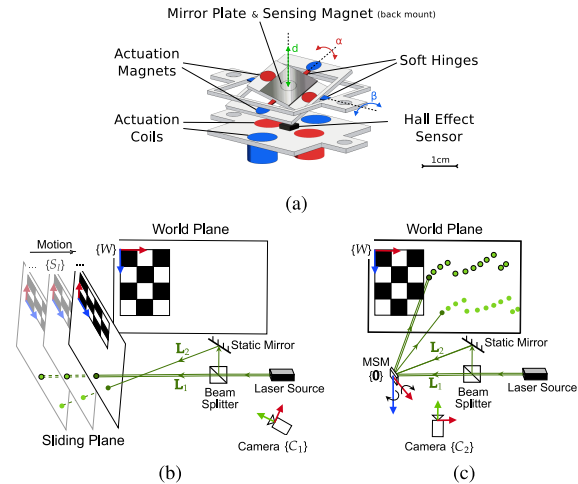 Mirror Plate & Sensing Magnet (back mount)
Actuation
Magnets
d
α
Soft Hinges
β
Actuation
Coils
Hall Effect
Sensor
1cm
(a)
World Plane
Motion
{W}
... {S_i} ...
L_2
Static Mirror
L_1
Beam
Splitter
Laser Source
Sliding Plane
Camera {C_1}
(b)
World Plane
{W}
L_2
Static Mirror
MSM
{0}
L_1
Beam
Splitter
Laser Source
Camera {C_2}
(c)